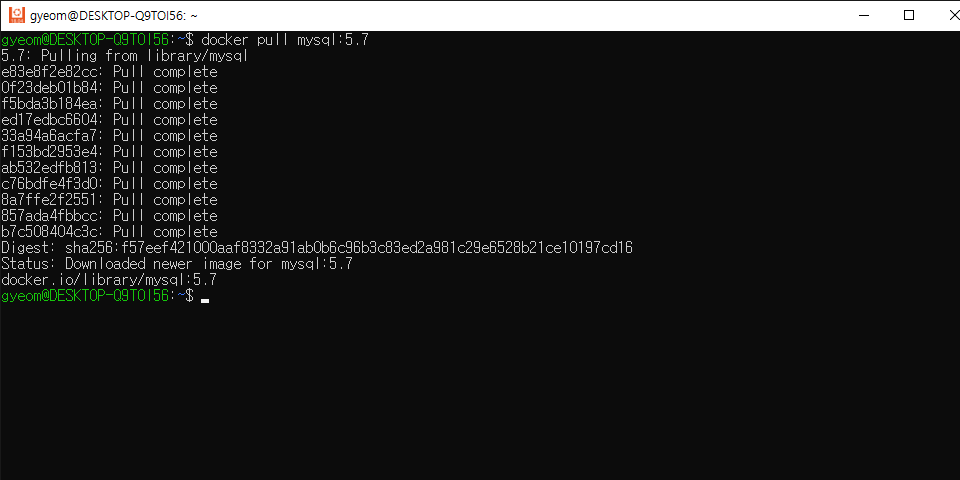 gyeom@DESKTOP-Q9TOI56: ~
gyeom@DESKTOP-Q9TOI56:~$ docker pull mysql:5.7
5.7: Pulling from library/mysql
e83e8f2e82cc: Pull complete
0f23deb01b84: Pull complete
f5bda3b184ea: Pull complete
ed17edbc6604: Pull complete
33a94a6acfa7: Pull complete
f153bd2953e4: Pull complete
ab532edfb813: Pull complete
c76bdfe4f3d0: Pull complete
8a7ffe2f2551: Pull complete
857ada4fbbcc: Pull complete
b7c508404c3c: Pull complete
Digest: sha256:f57eef421000aaf8332a91ab0b6c96b3c83ed2a981c29e6528b21ce10197cd16
Status: Downloaded newer image for mysql:5.7
docker.io/library/mysql:5.7
gyeom@DESKTOP-Q9TOI56:~$